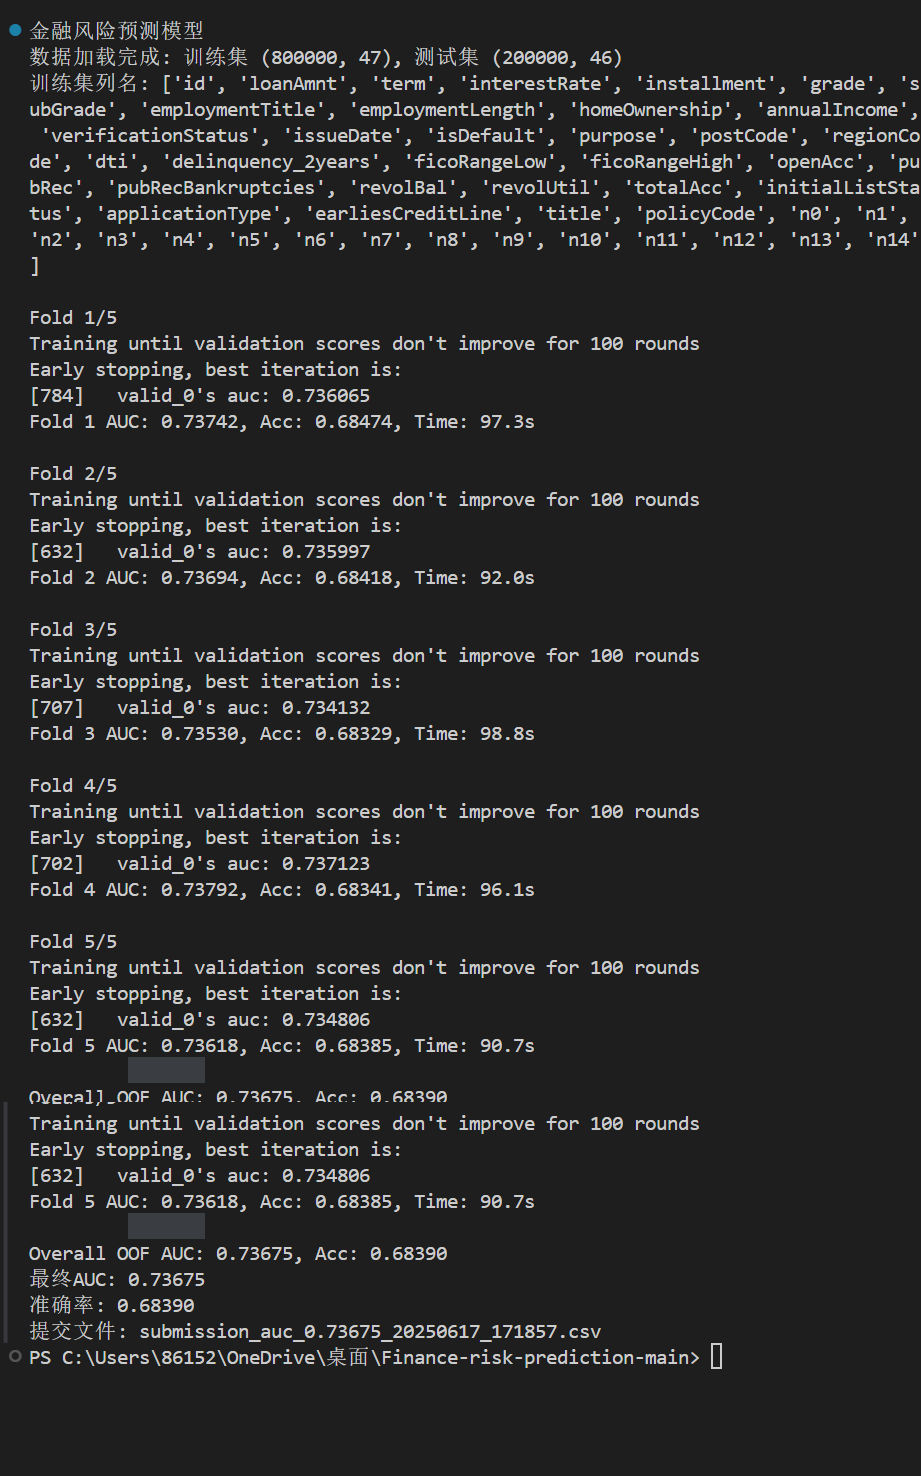 金融风险预测模型
数据加载完成: 训练集 (800000, 47), 测试集 (200000, 46)
训练集列名: ['id', 'loanAmnt', 'term', 'interestRate', 'installment', 'grade', 's
ubGrade', 'employmentTitle', 'employmentLength', 'homeOwnership', 'annualIncome',
'verificationStatus', 'issueDate', 'isDefault', 'purpose', 'postCode', 'regionCo
de', 'dti', 'delinquency_2years', 'ficoRangeLow', 'ficoRangeHigh', 'openAcc', 'pu
bRec', 'pubRecBankruptcies', 'revolBal', 'revolUtil', 'totalAcc', 'initialListSta
tus', 'applicationType', 'earliesCreditLine', 'title', 'policyCode', 'n0', 'n1',
'n2', 'n3', 'n4', 'n5', 'n6', 'n7', 'n8', 'n9', 'n10', 'n11', 'n12', 'n13', 'n14'
]
Fold 1/5
Training until validation scores don't improve for 100 rounds
Early stopping, best iteration is:
[784]   valid_0's auc: 0.736065
Fold 1 AUC: 0.73742, Acc: 0.68474, Time: 97.3s
Fold 2/5
Training until validation scores don't improve for 100 rounds
Early stopping, best iteration is:
[632]   valid_0's auc: 0.735997
Fold 2 AUC: 0.73694, Acc: 0.68418, Time: 92.0s
Fold 3/5
Training until validation scores don't improve for 100 rounds
Early stopping, best iteration is:
[707]   valid_0's auc: 0.734132
Fold 3 AUC: 0.73530, Acc: 0.68329, Time: 98.8s
Fold 4/5
Training until validation scores don't improve for 100 rounds
Early stopping, best iteration is:
[702]   valid_0's auc: 0.737123
Fold 4 AUC: 0.73792, Acc: 0.68341, Time: 96.1s
Fold 5/5
Training until validation scores don't improve for 100 rounds
Early stopping, best iteration is:
[632]   valid_0's auc: 0.734806
Fold 5 AUC: 0.73618, Acc: 0.68385, Time: 90.7s
Overall OOF AUC: 0.73675, Acc: 0.68390
Training until validation scores don't improve for 100 rounds
Early stopping, best iteration is:
[632]   valid_0's auc: 0.734806
Fold 5 AUC: 0.73618, Acc: 0.68385, Time: 90.7s
Overall OOF AUC: 0.73675, Acc: 0.68390
最终AUC: 0.73675
准确率: 0.68390
提交文件: submission_auc_0.73675_20250617_171857.csv
PS C:\Users\86152\OneDrive\桌面\Finance-risk-prediction-main>